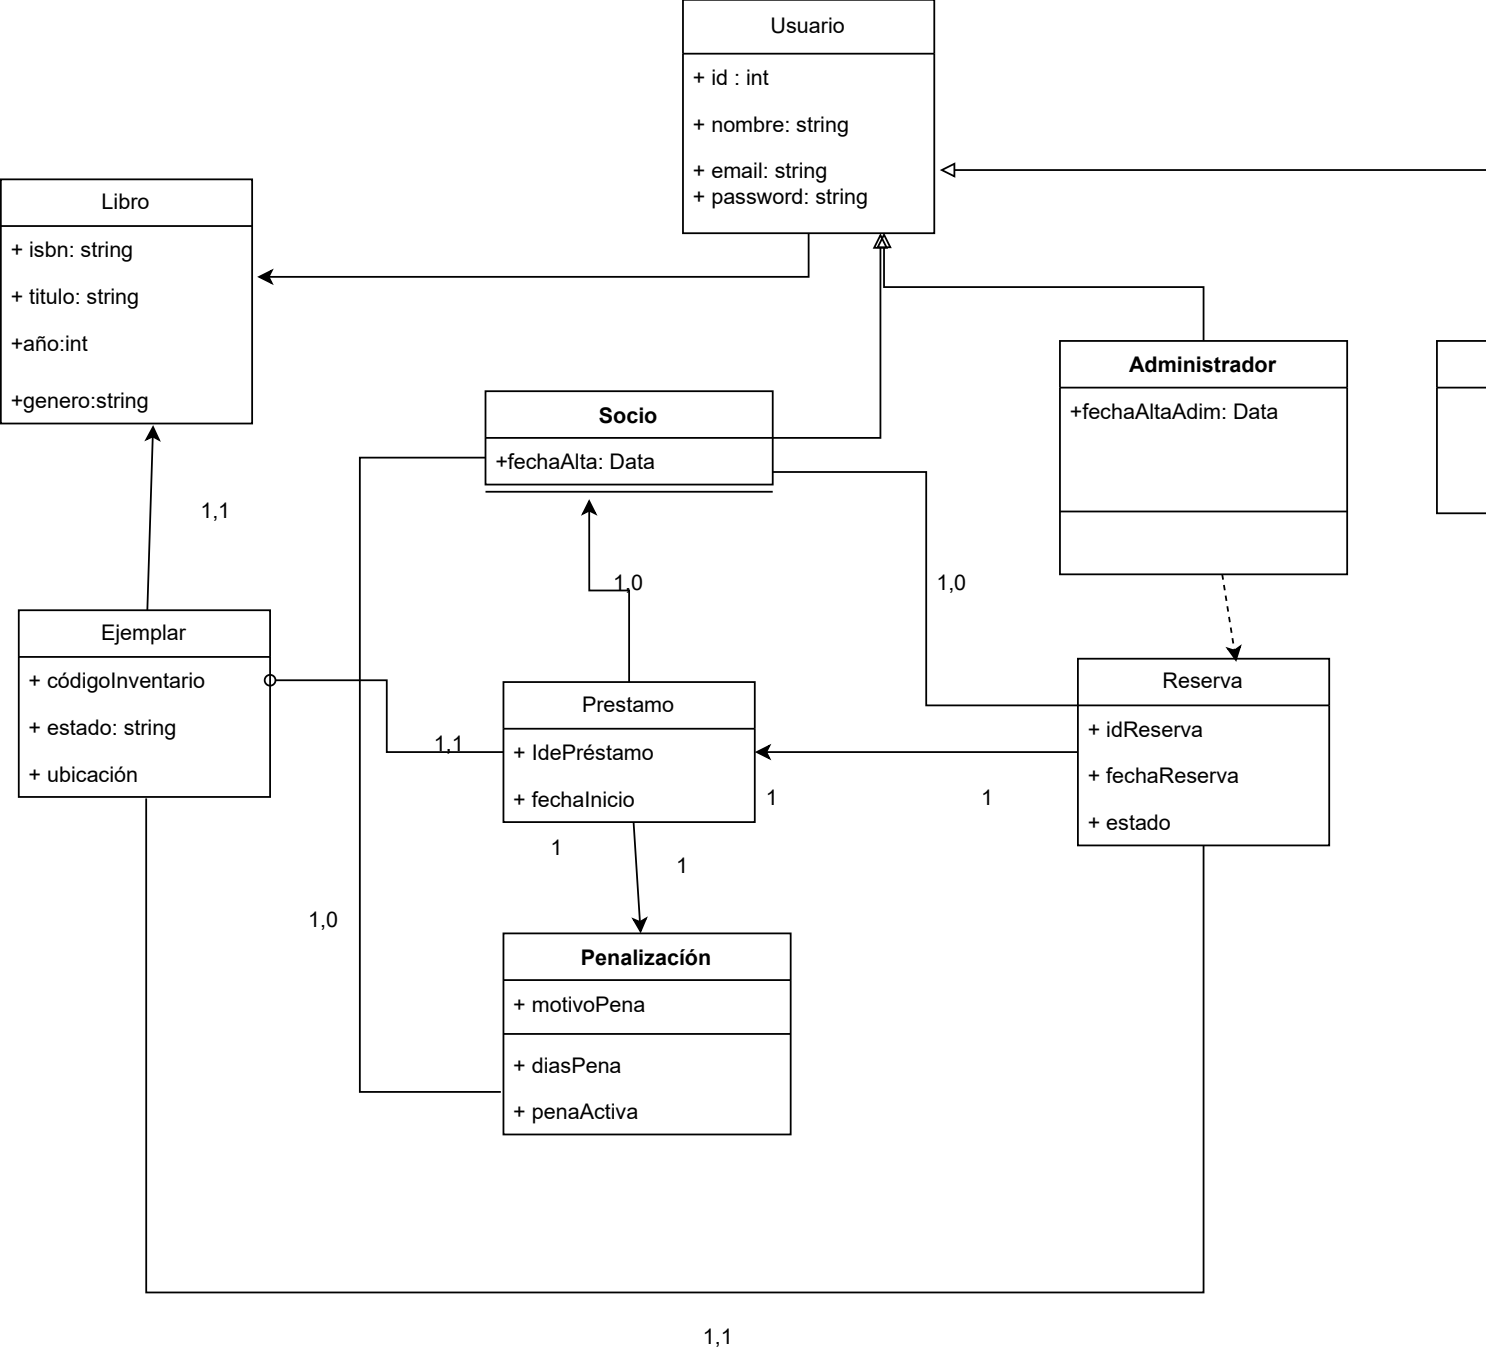 Usuario
+ id : int
+ nombre: string
+ email: string
+ password: string
Libro
+ isbn: string
+ titulo: string
+año:int
+genero:string
Administrador
+fechaAltaAdim: Data
Socio
+fechaAlta: Data
1,1
1,0
1,0
Ejemplar
+ códigoInventario
+ estado: string
+ ubicación
Prestamo
+ IdePréstamo
+ fechaInicio
1,1
Reserva
+ idReserva
+ fechaReserva
+ estado
1
1
1
1
1,0
Penalizacíón
+ motivoPena
+ diasPena
+ penaActiva
1,1